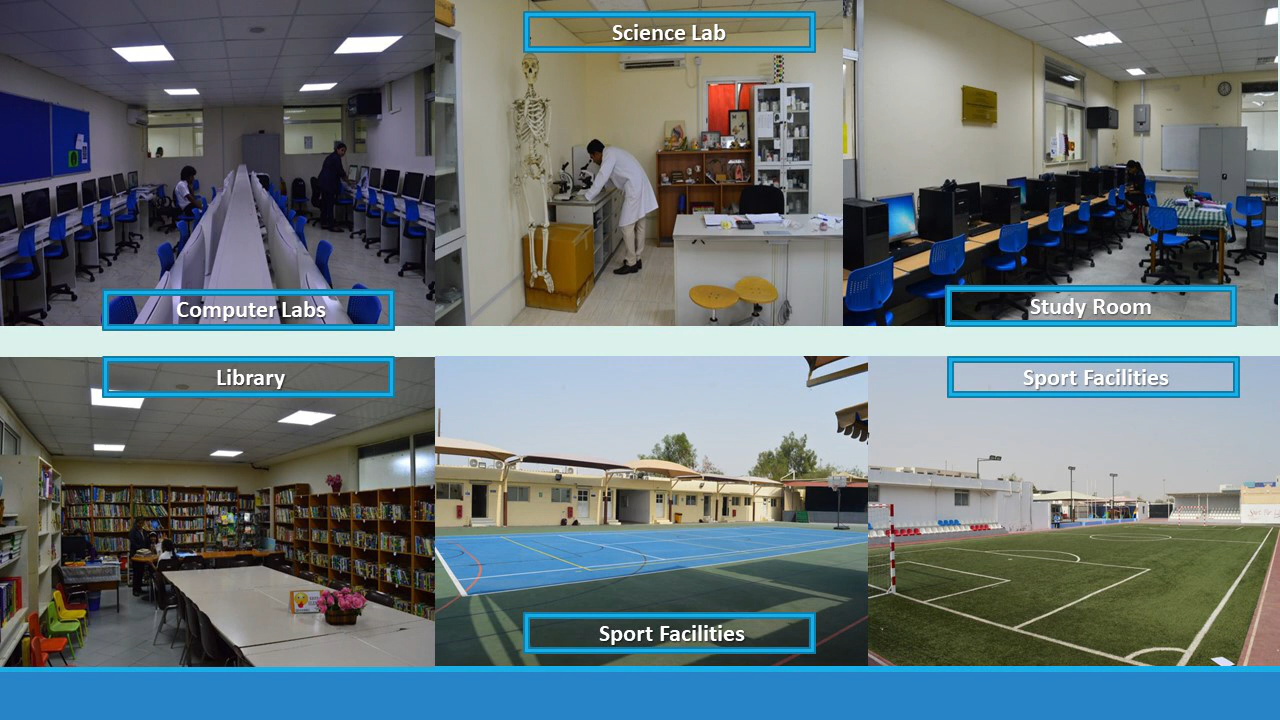 Computer Labs
Science Lab
Study Room
Library
Sport Facilities
Sport Facilities